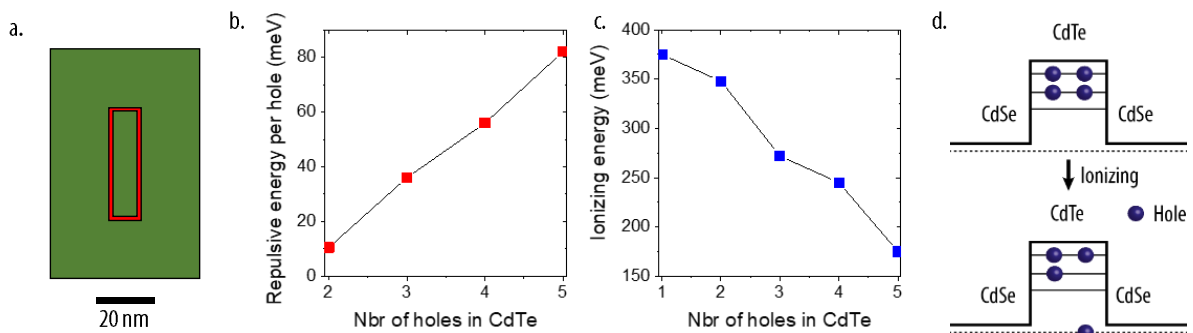 a.
20 nm
b.
Repulsive energy per hole (meV)
80
60
40
20
0
2
3
4
5
Nbr of holes in CdTe
c.
Ionizing energy (meV)
400
350
300
250
200
150
1
2
3
4
5
Nbr of holes in CdTe
d.
CdTe
CdSe
CdSe
Ionizing
CdTe
Hole
CdSe
CdSe